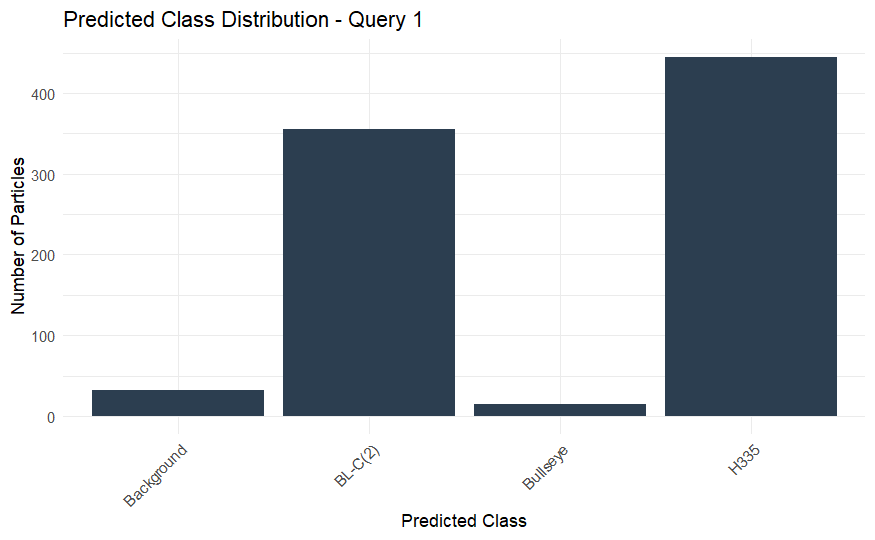 Predicted Class Distribution - Query 1
Number of Particles
400
300
200
100
0
Background
BL-C(2)
Bullseye
H335
Predicted Class